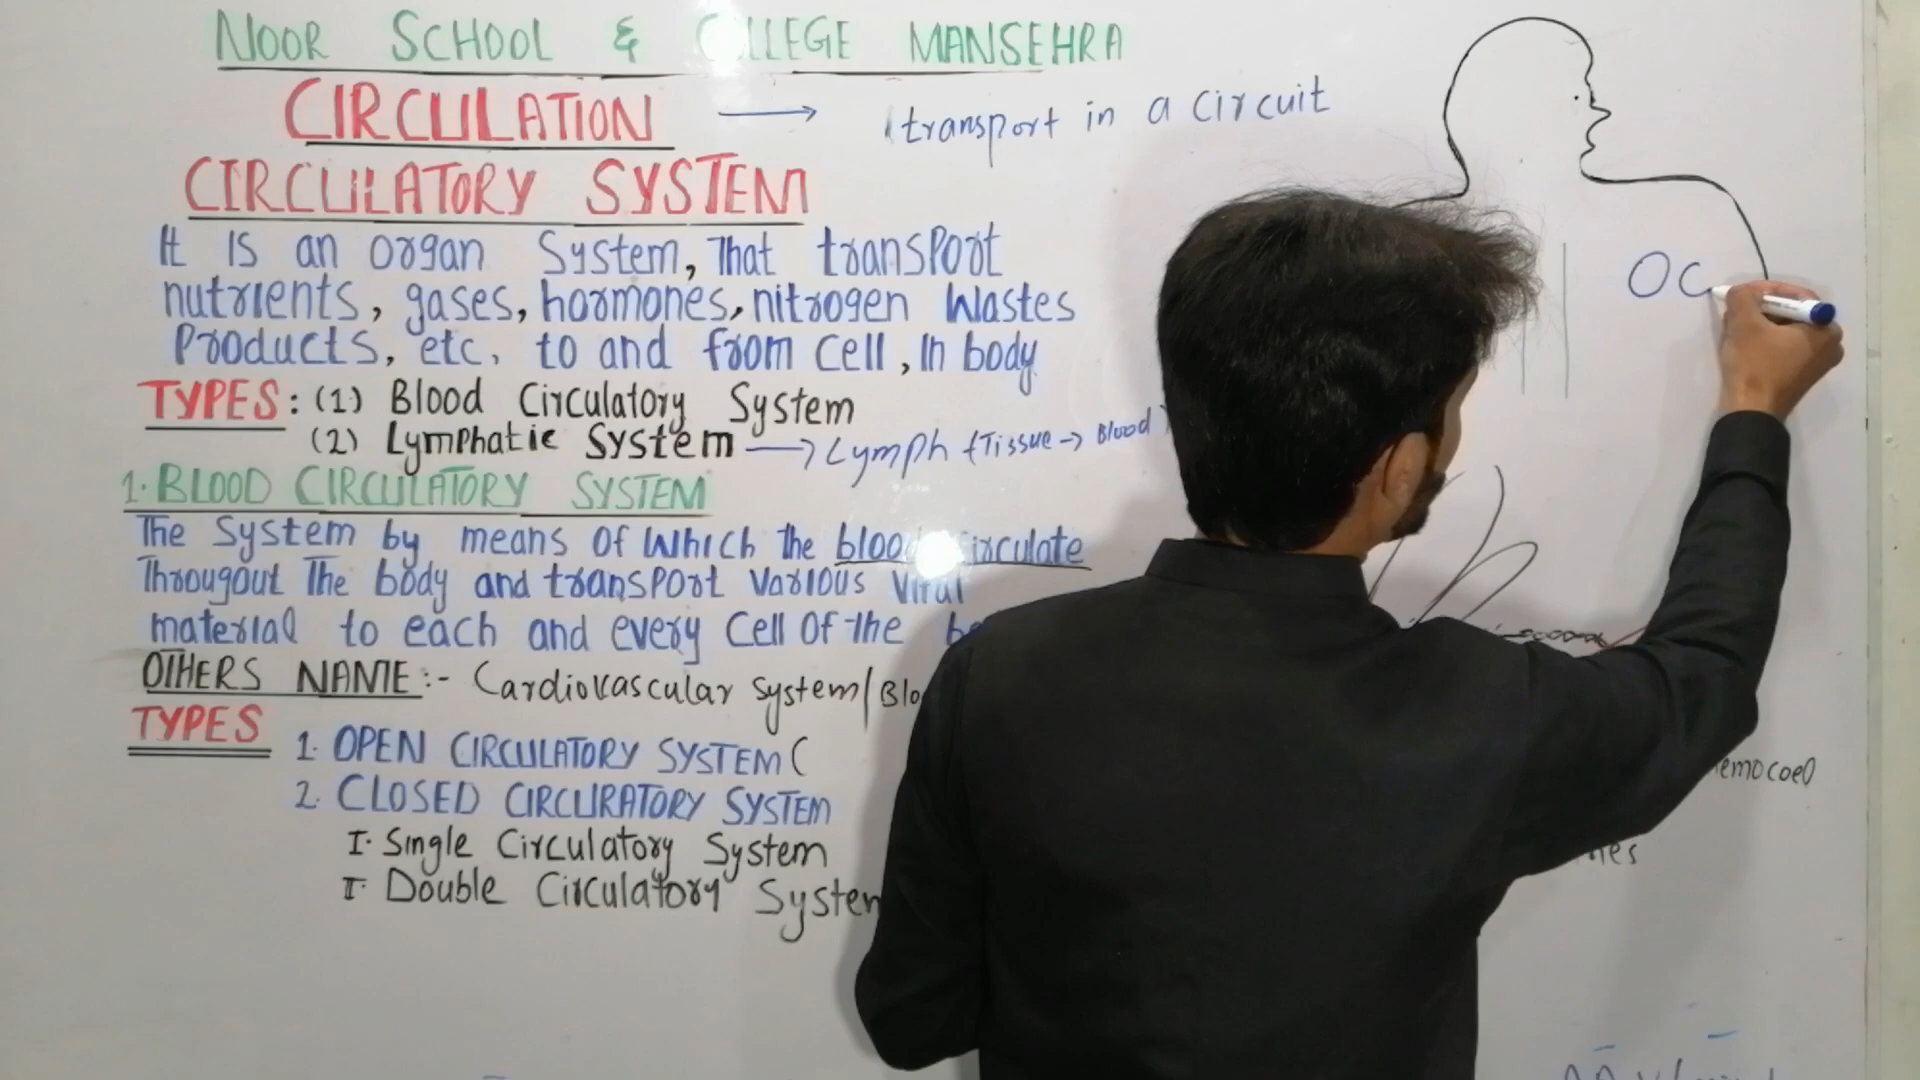 NOOR SCHOOL & COLLEGE MANSEHRA
CIRCULATION → transport in a circuit
CIRCULATORY SYSTEM
It is an organ System, That transport
nutrients, gases, hormones, nitrogen wastes
Products, etc, to and from cell, In body
TYPES: (1) Blood Circulatory System
(2) Lymphatic System → Lymph (Tissue → Blood)
1. BLOOD CIRCULATORY SYSTEM
The System by means of which the blood circulate
Througout The body and transport various vital
material to each and every cell of the
OTHERS NAME:- Cardiovascular System/Blo
TYPES
1. OPEN CIRCULATORY SYSTEM (
2. CLOSED CIRCURATORY SYSTEM
I. Single Circulatory System
I. Double Circulatory System
OC
emocoel